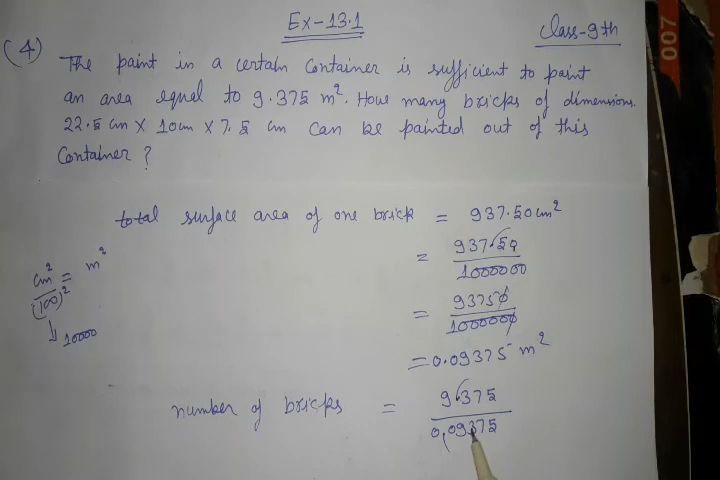 Ex-13.1
Class-9th
(4) The paint in a certain Container is sufficient to paint
an area equal to 9.375 m². How many bricks of dimensions.
22.5 cm × 10cm × 7.5 cm can be painted out of this
Container?
total surface area of one brick = 937.50 cm²
= 937.50
1000000
cm² = m²
(100)²
10000
= 93750
1000000
= 0.09375 m²
number of bricks = 9.375
0.09375
007